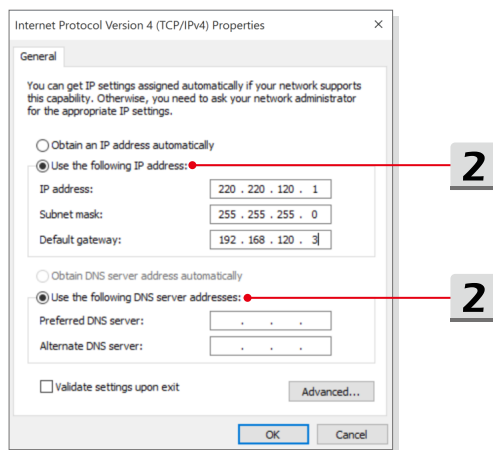 Internet Protocol Version 4 (TCP/IPv4) Properties
General
You can get IP settings assigned automatically if your network supports
this capability. Otherwise, you need to ask your network administrator
for the appropriate IP settings.
Obtain an IP address automatically
Use the following IP address:
2
IP address: 220 . 220 . 120 . 1
Subnet mask: 255 . 255 . 255 . 0
Default gateway: 192 . 168 . 120 . 3
Obtain DNS server address automatically
Use the following DNS server addresses:
2
Preferred DNS server: . . .
Alternate DNS server: . . .
Validate settings upon exit
Advanced...
OK Cancel